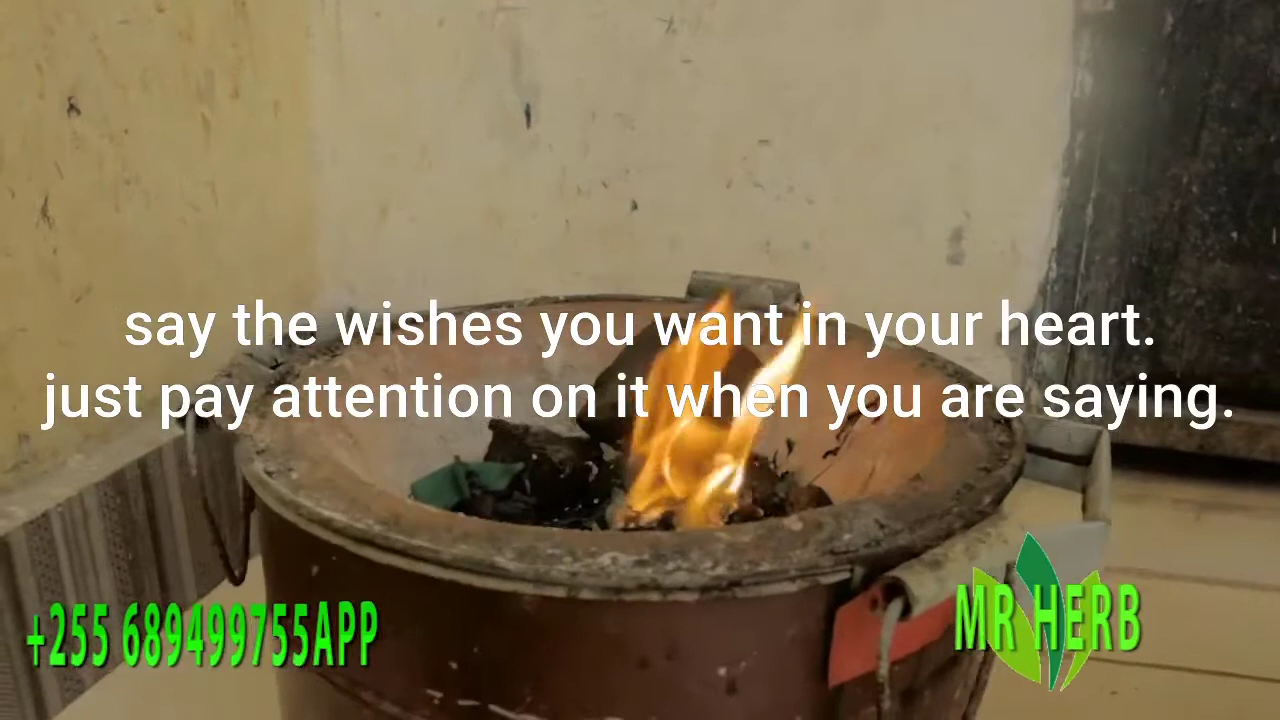 say the wishes you want in your heart.
just pay attention on it when you are saying.
+255 689499755APP
MR HERB